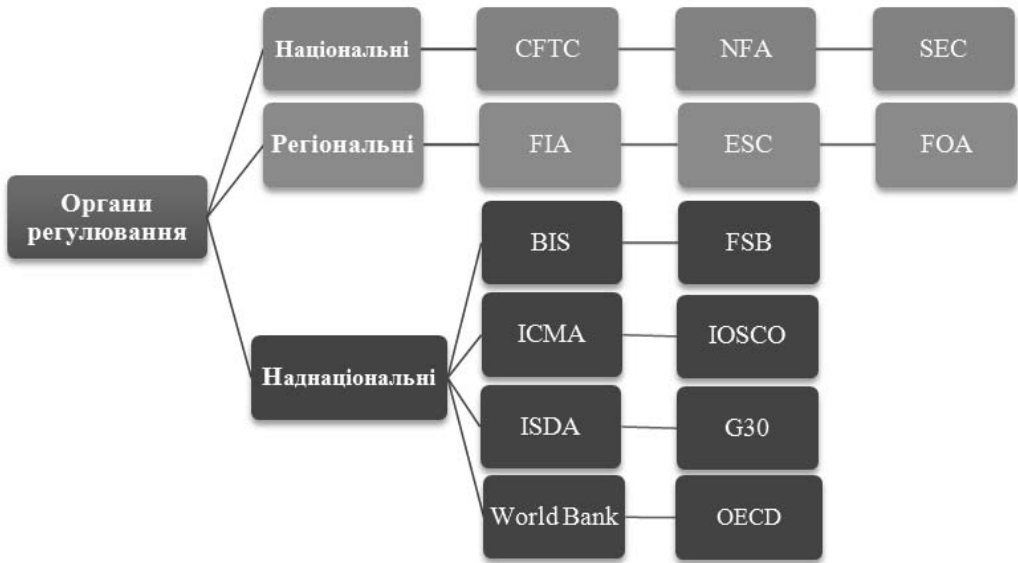 Національні
CFTC
NFA
SEC
Регіональні
FIA
ESC
FOA
Органи
регулювання
BIS
FSB
ICMA
IOSCO
Наднаціональні
ISDA
G30
World Bank
OECD